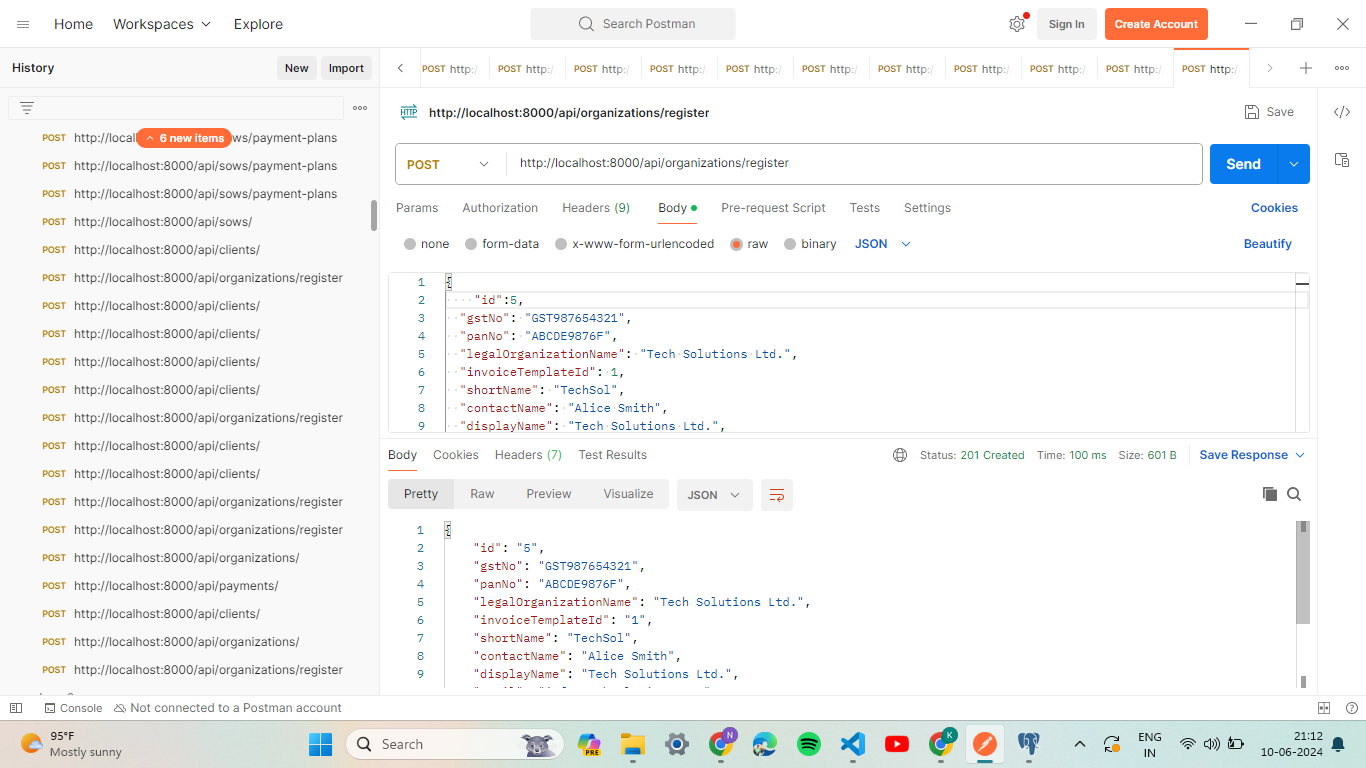 Home
Workspaces
Explore
Search Postman
Sign In
Create Account
History
New
Import
POST http:/
POST http:/
POST http:/
POST http:/
POST http:/
POST http:/
POST http:/
POST http:/
POST http:/
POST http:/
POST http:/
6 new items
POST http://local ws/payment-plans
POST http://localhost:8000/api/sows/payment-plans
POST http://localhost:8000/api/sows/payment-plans
POST http://localhost:8000/api/sows/
POST http://localhost:8000/api/clients/
POST http://localhost:8000/api/organizations/register
POST http://localhost:8000/api/clients/
POST http://localhost:8000/api/clients/
POST http://localhost:8000/api/clients/
POST http://localhost:8000/api/clients/
POST http://localhost:8000/api/organizations/register
POST http://localhost:8000/api/clients/
POST http://localhost:8000/api/clients/
POST http://localhost:8000/api/organizations/register
POST http://localhost:8000/api/organizations/register
POST http://localhost:8000/api/organizations/
POST http://localhost:8000/api/payments/
POST http://localhost:8000/api/clients/
POST http://localhost:8000/api/organizations/
POST http://localhost:8000/api/organizations/register
HTTP http://localhost:8000/api/organizations/register
Save
POST http://localhost:8000/api/organizations/register
Send
Params Authorization Headers (9) Body Pre-request Script Tests Settings Cookies
none form-data x-www-form-urlencoded raw binary JSON Beautify
1 {
2 "id":5,
3 "gstNo": "GST987654321",
4 "panNo": "ABCDE9876F",
5 "legalOrganizationName": "Tech Solutions Ltd.",
6 "invoiceTemplateId": 1,
7 "shortName": "TechSol",
8 "contactName": "Alice Smith",
9 "displayName": "Tech Solutions Ltd.",
Body Cookies Headers (7) Test Results Status: 201 Created Time: 100 ms Size: 601 B Save Response
Pretty Raw Preview Visualize JSON
1 {
2 "id": "5",
3 "gstNo": "GST987654321",
4 "panNo": "ABCDE9876F",
5 "legalOrganizationName": "Tech Solutions Ltd.",
6 "invoiceTemplateId": "1",
7 "shortName": "TechSol",
8 "contactName": "Alice Smith",
9 "displayName": "Tech Solutions Ltd.",
Console
Not connected to a Postman account
95°F
Mostly sunny
Search
PRE
N
K
ENG
IN
21:12
10-06-2024